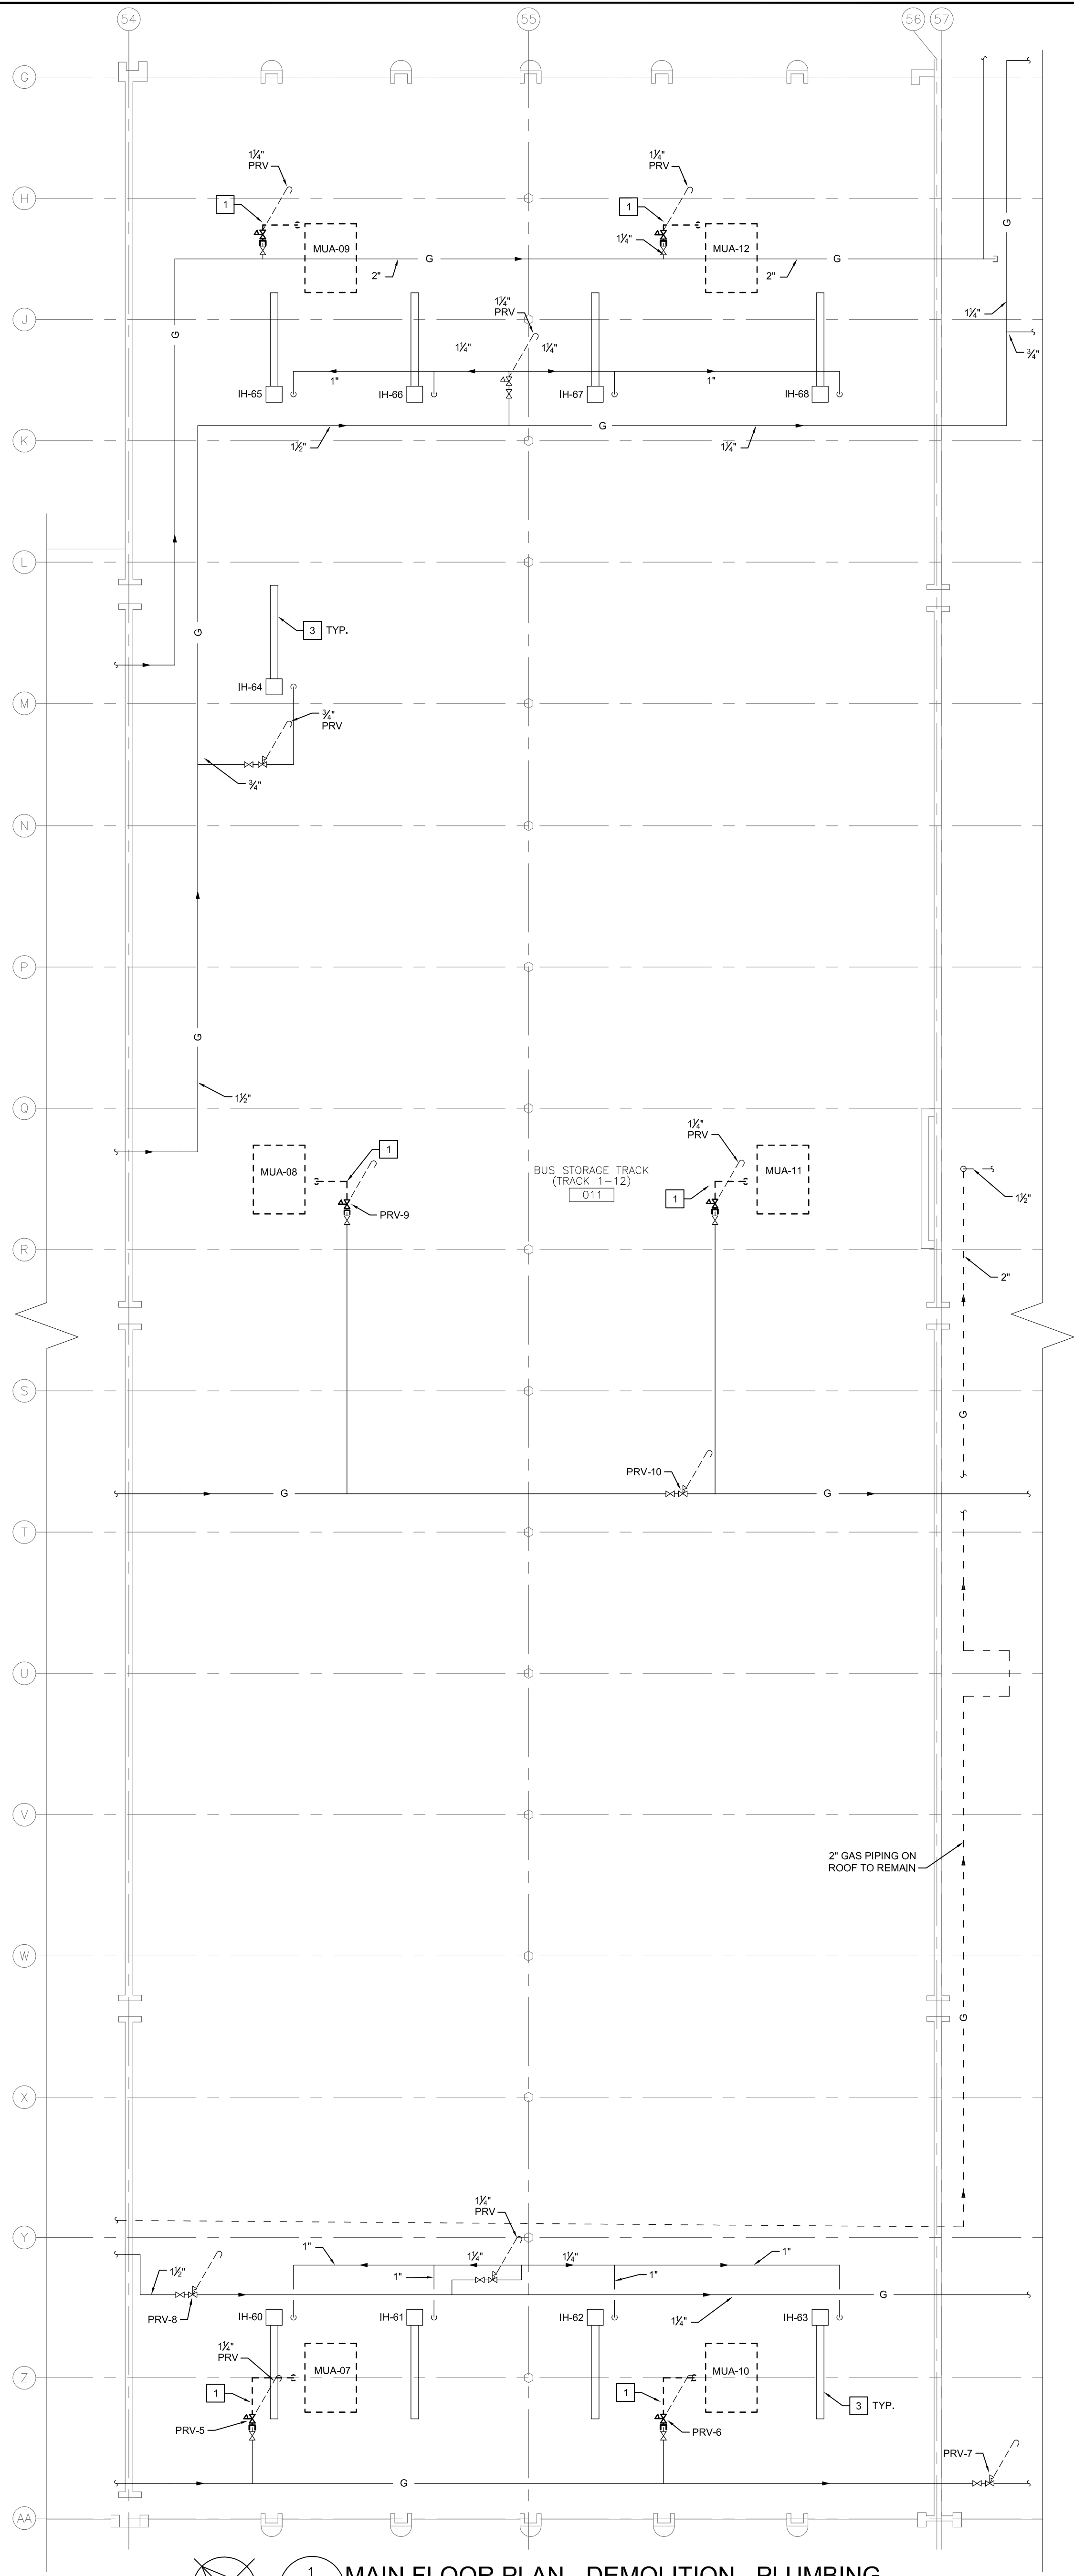 54
55
56 57
G
1¼"
PRV
1¼"
PRV
H
1
1
MUA-09
1¼"
MUA-12
G
G
G
2"
2"
J
1¼"
PRV
1¼"
G
1¼"
1¼"
¾"
1"
1"
IH-65
IH-66
IH-67
IH-68
K
G
1½"
1¼"
L
G
3 TYP.
IH-64
M
¾"
PRV
¾"
N
P
G
1½"
Q
1¼"
PRV
1
MUA-08
BUS STORAGE TRACK
(TRACK 1-12)
011
MUA-11
1
1½"
PRV-9
R
2"
S
G
PRV-10
G
G
T
U
V
2" GAS PIPING ON
ROOF TO REMAIN
W
G
X
1¼"
PRV
Y
1"
1¼"
1¼"
1"
1½"
1"
1"
G
PRV-8
IH-60
IH-61
IH-62
1¼"
IH-63
1¼"
PRV
MUA-07
MUA-10
Z
1
1
3 TYP.
PRV-5
PRV-6
PRV-7
G
AA
1
MAIN FLOOR PLAN - DEMOLITION - PLUMBING